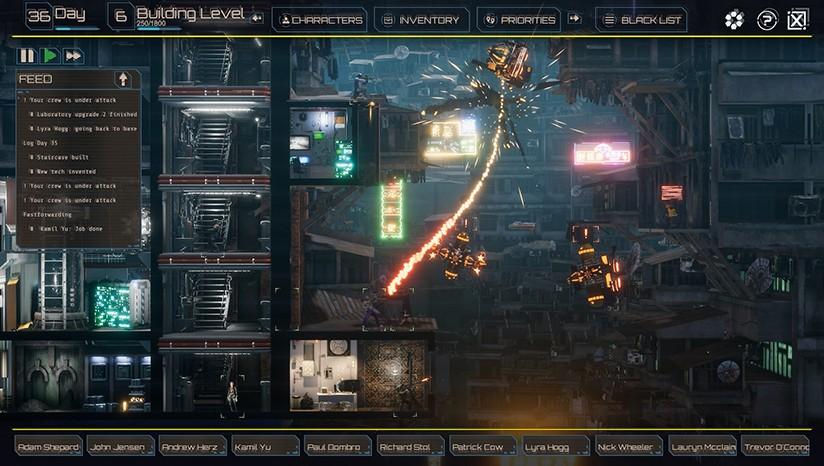 36 Day
6 Building Level
250/1800
CHARACTERS
INVENTORY
PRIORITIES
BLACK LIST
FEED
! Your crew is under attack
Laboratory upgrade 2 finished
Lyra Hogg: going back to base
Log Day 35
Staircase built
New tech invented
! Your crew is under attack
! Your crew is under attack
Fastforwarding
Kamil Yu: Job done
Adam Shepard
John Jensen
Andrew Herz
Kamil Yu
Paul Dombro
Richard Stol
Patrick Cow
Lyra Hogg
Nick Wheeler
Lauryn Mcclain
Trevor O'Conno